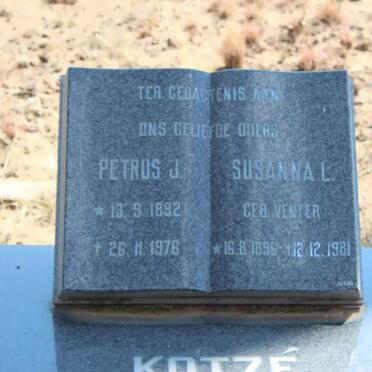 TER GEDAGTENIS AAN
ONS GELIEFDE OUERS
PETRUS J.
* 13.9.1892
† 26.11.1976
SUSANNA L.
GEB. VENTER
* 16.8.1896 - † 12.12.1981
KOTZÉ